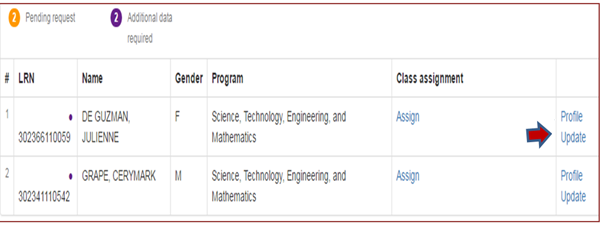 2 Pending request 2 Additional data
required
# LRN Name Gender Program Class assignment
1 DE GUZMAN, F Science, Technology, Engineering, and Assign Profile
302366110059 JULIENNE Mathematics Update
2 GRAPE, CERYMARK M Science, Technology, Engineering, and Assign Profile
302341110542 Mathematics Update